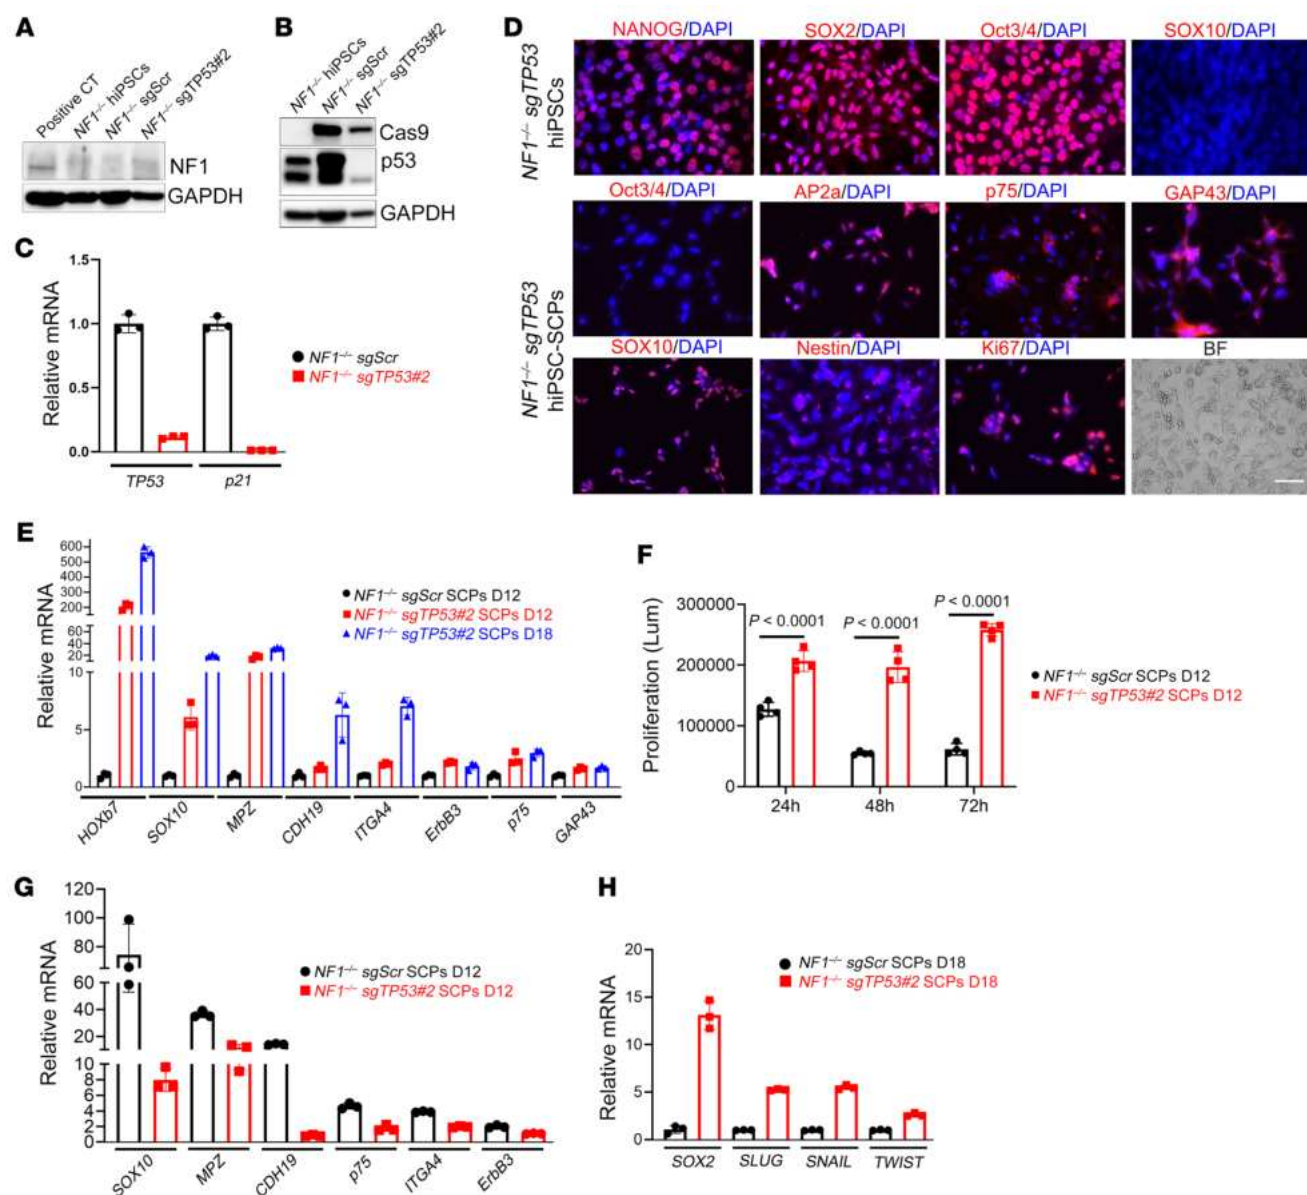 A
Positive CT
NF1-/- hiPSCs
NF1-/- sgScr
NF1-/- sgTP53#2
NF1
GAPDH
B
NF1-/- hiPSCs
NF1-/- sgScr
NF1-/- sgTP53#2
Cas9
p53
GAPDH
C
Relative mRNA
1.5
1.0
0.5
0.0
TP53
p21
NF1-/- sgScr
NF1-/- sgTP53#2
D
NF1-/- sgTP53
hiPSCs
NANOG/DAPI
SOX2/DAPI
Oct3/4/DAPI
SOX10/DAPI
NF1-/- sgTP53
hiPSC-SCPs
Oct3/4/DAPI
AP2a/DAPI
p75/DAPI
GAP43/DAPI
SOX10/DAPI
Nestin/DAPI
Ki67/DAPI
BF
E
Relative mRNA
600
500
400
300
200
60
40
20
10
5
0
HOXb7
SOX10
MPZ
CDH19
ITGA4
ErbB3
p75
GAP43
NF1-/- sgScr SCPs D12
NF1-/- sgTP53#2 SCPs D12
NF1-/- sgTP53#2 SCPs D18
F
Proliferation (Lum)
300000
200000
100000
0
P < 0.0001
P < 0.0001
P < 0.0001
24h
48h
72h
NF1-/- sgScr SCPs D12
NF1-/- sgTP53#2 SCPs D12
G
Relative mRNA
120
100
80
60
60
40
20
10
8
6
4
2
0
SOX10
MPZ
CDH19
p75
ITGA4
ErbB3
NF1-/- sgScr SCPs D12
NF1-/- sgTP53#2 SCPs D12
H
Relative mRNA
20
15
10
5
0
SOX2
SLUG
SNAIL
TWIST
NF1-/- sgScr SCPs D18
NF1-/- sgTP53#2 SCPs D18